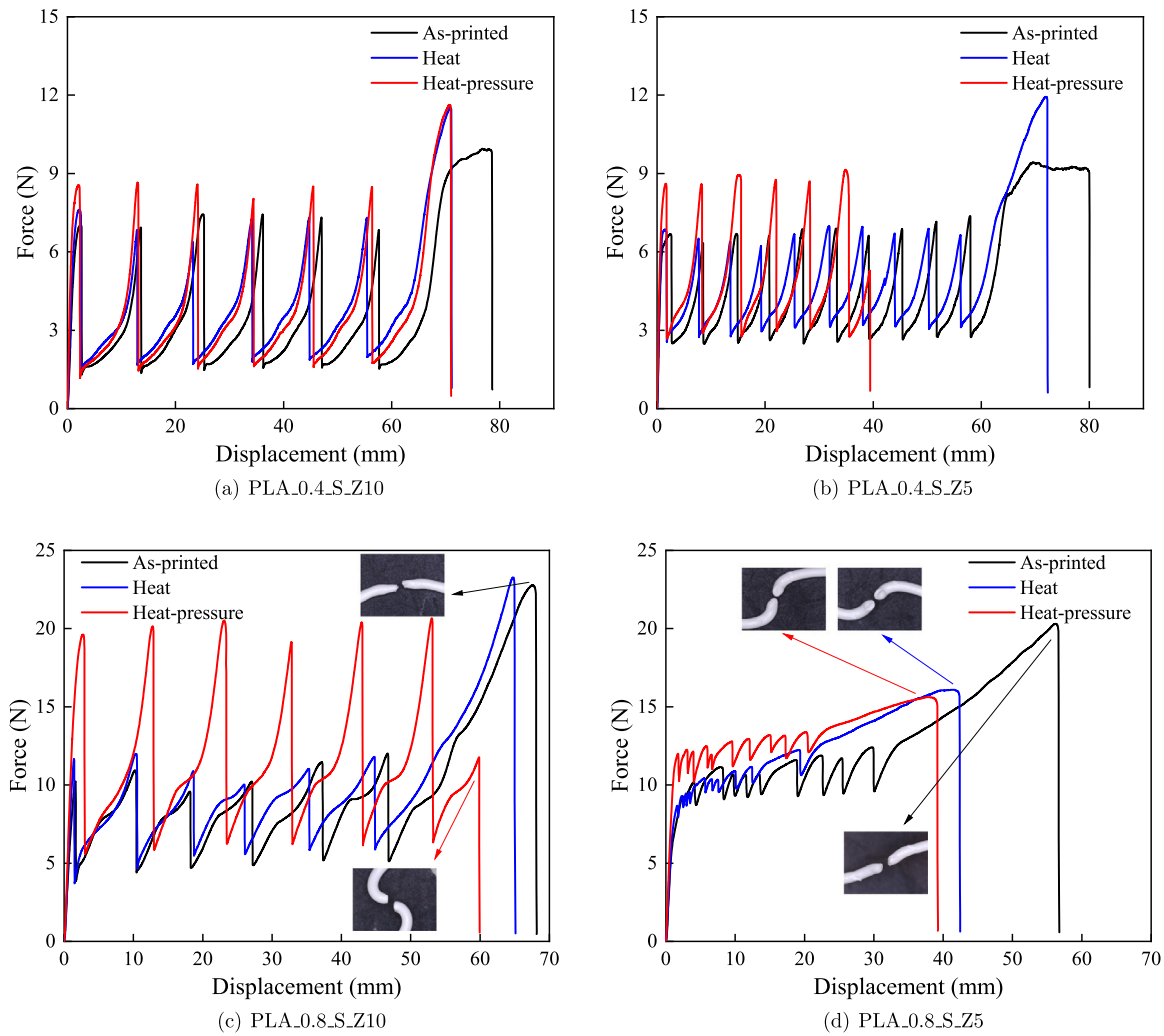 15
12
9
6
3
0
Force (N)
As-printed
Heat
Heat-pressure
0 20 40 60 80
Displacement (mm)
(a) PLA_0.4_S_Z10
15
12
9
6
3
0
Force (N)
As-printed
Heat
Heat-pressure
0 20 40 60 80
Displacement (mm)
(b) PLA_0.4_S_Z5
25
20
15
10
5
0
Force (N)
As-printed
Heat
Heat-pressure
0 10 20 30 40 50 60 70
Displacement (mm)
(c) PLA_0.8_S_Z10
25
20
15
10
5
0
Force (N)
As-printed
Heat
Heat-pressure
0 10 20 30 40 50 60 70
Displacement (mm)
(d) PLA_0.8_S_Z5